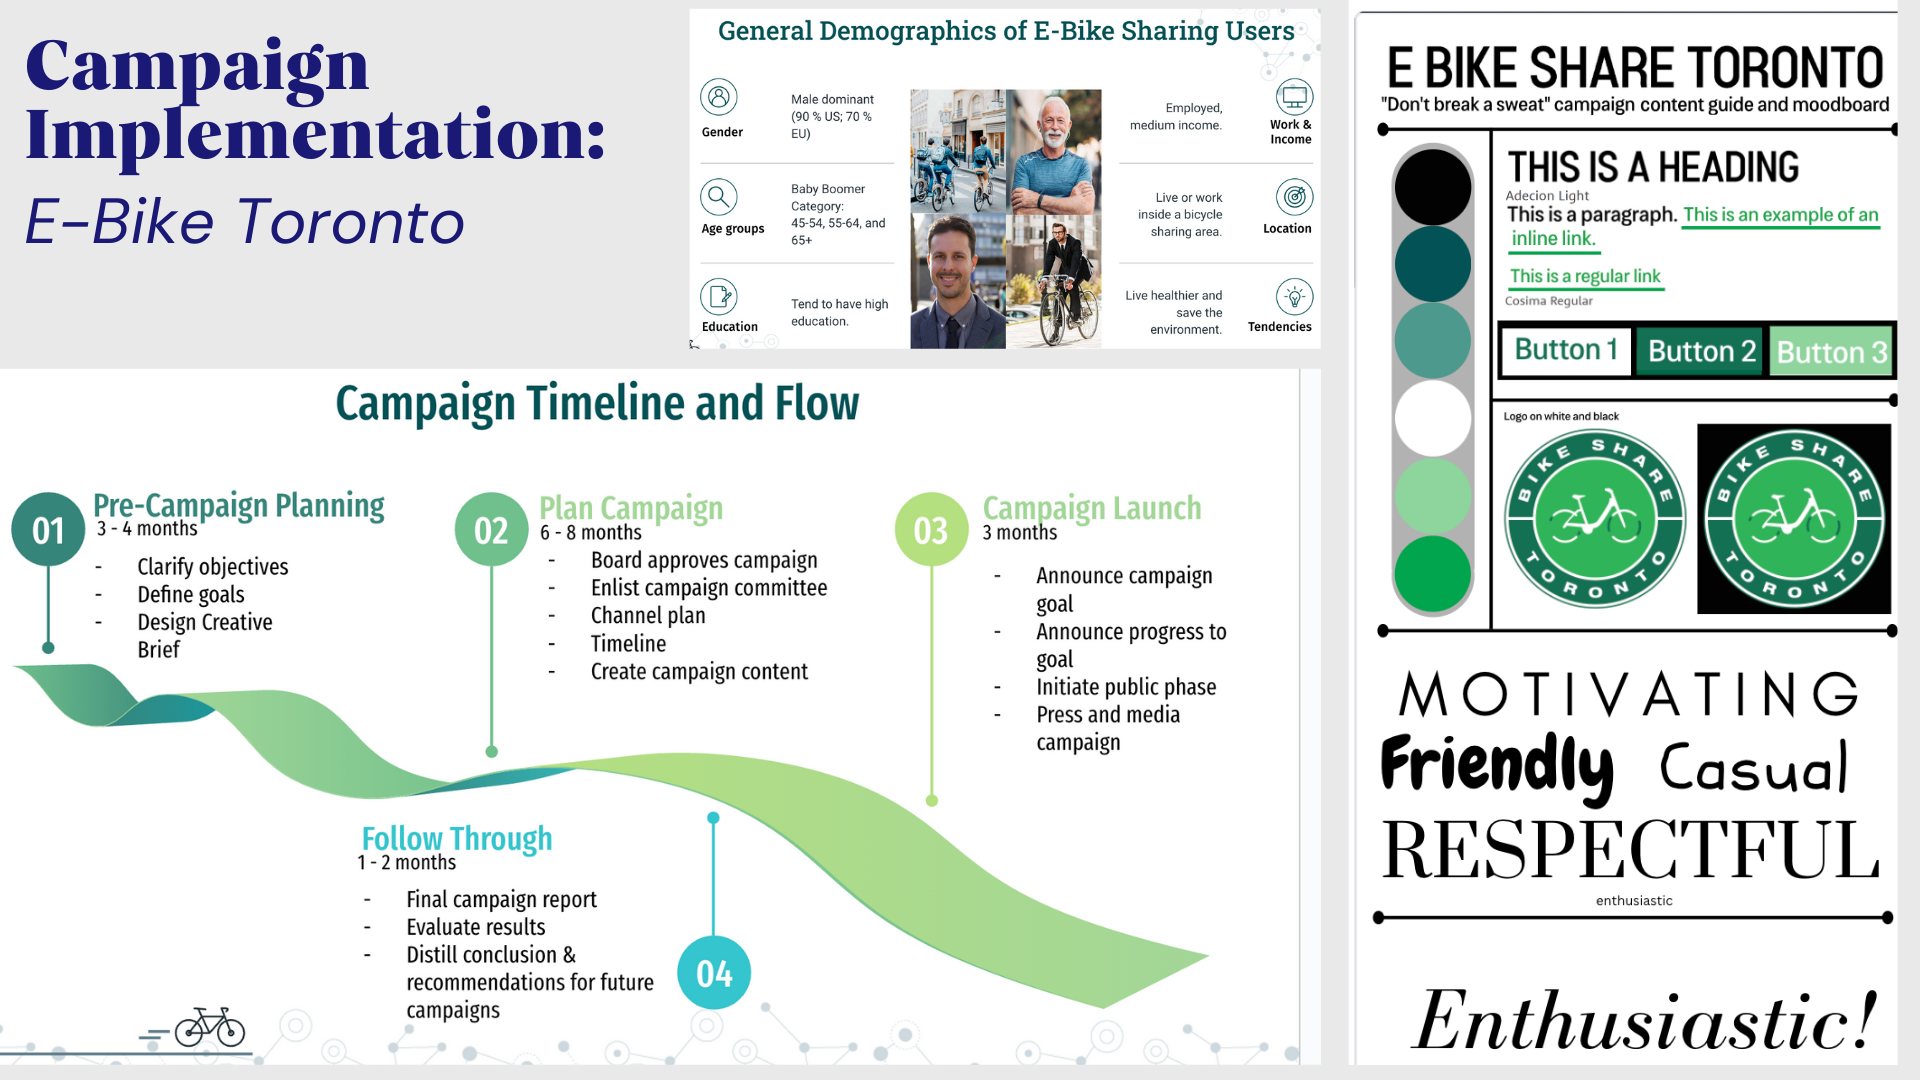 Campaign
Implementation:
E-Bike Toronto
General Demographics of E-Bike Sharing Users
Gender
Male dominant
(90 % US; 70 %
EU)
Age groups
Baby Boomer
Category:
45-54, 55-64, and
65+
Education
Tend to have high
education.
Employed,
medium income.
Work &
Income
Live or work
inside a bicycle
sharing area.
Location
Live healthier and
save the
environment.
Tendencies
Campaign Timeline and Flow
01
Pre-Campaign Planning
3 - 4 months
- Clarify objectives
- Define goals
- Design Creative
Brief
02
Plan Campaign
6 - 8 months
- Board approves campaign
- Enlist campaign committee
- Channel plan
- Timeline
- Create campaign content
03
Campaign Launch
3 months
- Announce campaign
goal
- Announce progress to
goal
- Initiate public phase
- Press and media
campaign
Follow Through
1 - 2 months
- Final campaign report
- Evaluate results
- Distill conclusion &
recommendations for future
campaigns
04
E BIKE SHARE TORONTO
"Don't break a sweat" campaign content guide and moodboard
THIS IS A HEADING
Adecion Light
This is a paragraph. This is an example of an
inline link.
This is a regular link
Cosima Regular
Button 1 Button 2 Button 3
Logo on white and black
BIKE SHARE
TORONTO
BIKE SHARE
TORONTO
MOTIVATING
Friendly Casual
RESPECTFUL
enthusiastic
Enthusiastic!